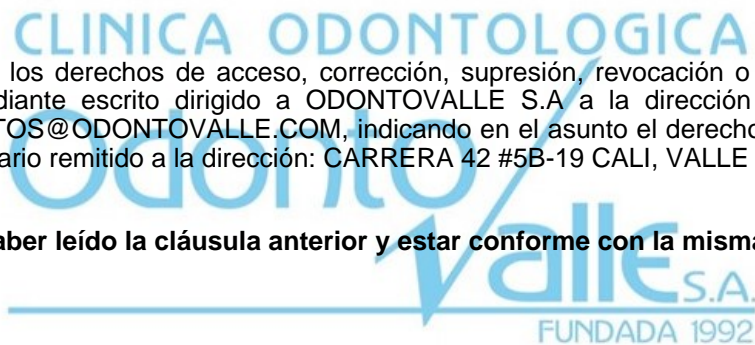 CLINICA ODONTOLOGICA
los derechos de acceso, corrección, supresión, revocación o
diante escrito dirigido a ODONTOVALLE S.A a la dirección
TOS@ODONTOVALLE.COM, indicando en el asunto el derecho
ario remitido a la dirección: CARRERA 42 #5B-19 CALI, VALLE
Odonto
aber leído la cláusula anterior y estar conforme con la misma
Valle S.A.
FUNDADA 1992